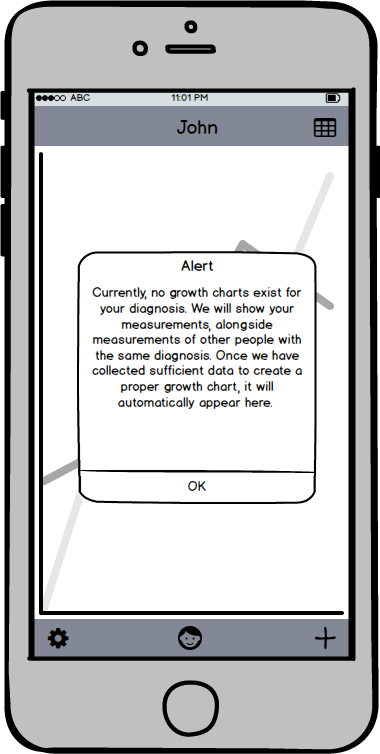 ABC 11:01 PM
John
Alert
Currently, no growth charts exist for
your diagnosis. We will show your
measurements, alongside
measurements of other people with
the same diagnosis. Once we have
collected sufficient data to create a
proper growth chart, it will
automatically appear here.
OK